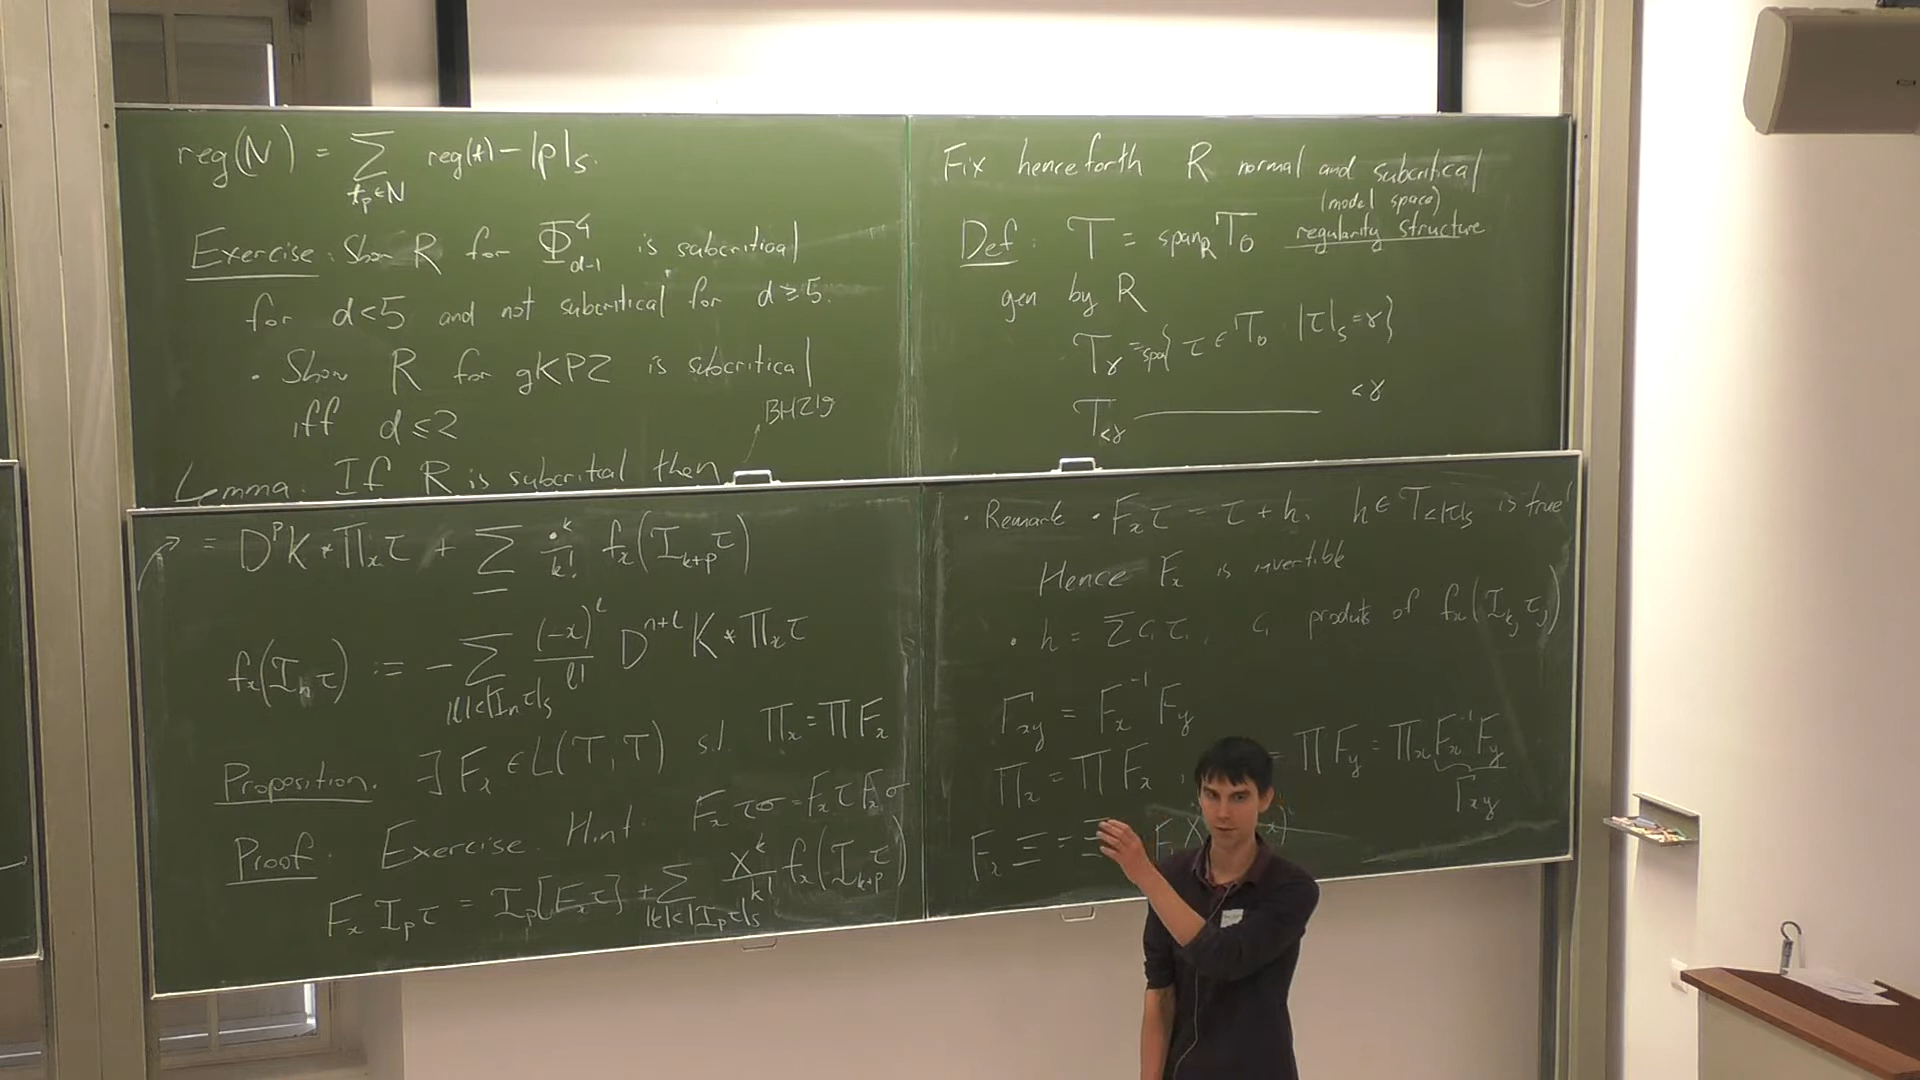 reg(N) = ∑_{t_p∈N} reg(t) − |p|_s.
Exercise: Show R for Φ^4_{d-1} is subcritical
for d<5 and not subcritical for d≥5.
· Show R for gKPZ is subcritical
iff d≤2
BHZ19
Lemma. If R is subcritical then
Fix henceforth R normal and subcritical
(model space)
Def: T = span_R T_0 regularity structure
gen by R
T_γ = span{ τ ∈ T_0 |τ|_s = γ}
T_{<γ} ——— <γ
= D^p K * Π_x τ + ∑ ·^k/k! f_x(I_{k+p} τ)
f_x(I_n τ) := − ∑_{|l|<|I_n τ|_s} (-x)^l/l! D^{n+l} K * Π_x τ
Proposition. ∃ F_x ∈ L(T,T) s.t. Π_x = Π F_x
Proof: Exercise. Hint: F_x τσ = F_x τ F_x σ
F_x I_p τ = I_p[F_x τ] + ∑_{|k|<|I_p τ|_s} X^k/k! f_x(I_{k+p} τ)
· Remark · F_x τ = τ + h, h ∈ T_{<|τ|_s} is true!
Hence F_x is invertible
· h = ∑ c_i τ_i, c_i products of f_x(I_{k_j} τ_j)
Γ_{xy} = F_x^{-1} F_y
Π_x = Π F_x, = Π F_y = Π_x F_x^{-1} F_y
Γ_{xy}
F_x Ξ = Ξ